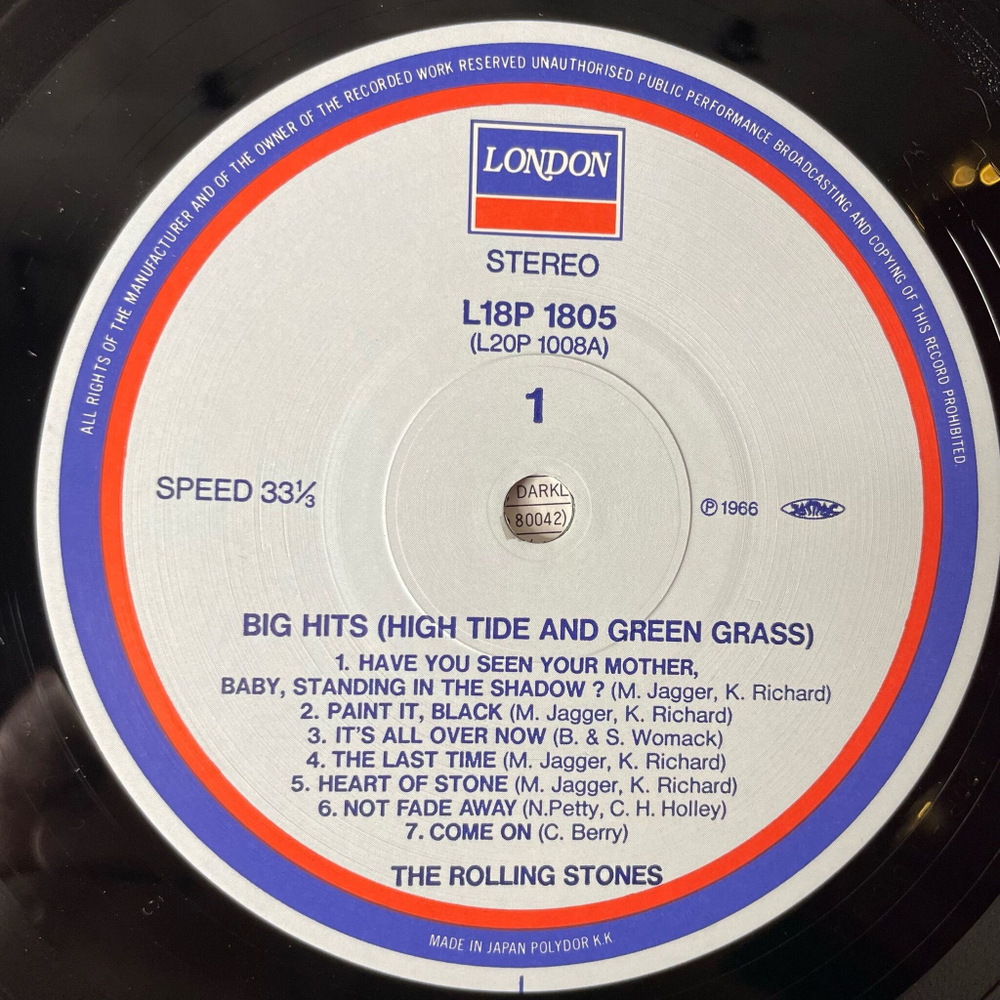 ALL RIGHTS OF THE MANUFACTURER AND OF THE OWNER OF THE RECORDED WORK RESERVED UNAUTHORISED PUBLIC PERFORMANCE BROADCASTING AND COPYING OF THIS RECORD PROHIBITED.
LONDON
STEREO
L18P 1805
(L20P 1008A)
1
SPEED 33⅓
DARKL
80042)
Ⓟ 1966
JASRAC
BIG HITS (HIGH TIDE AND GREEN GRASS)
1. HAVE YOU SEEN YOUR MOTHER,
BABY, STANDING IN THE SHADOW ? (M. Jagger, K. Richard)
2. PAINT IT, BLACK (M. Jagger, K. Richard)
3. IT'S ALL OVER NOW (B. & S. Womack)
4. THE LAST TIME (M. Jagger, K. Richard)
5. HEART OF STONE (M. Jagger, K. Richard)
6. NOT FADE AWAY (N.Petty, C. H. Holley)
7. COME ON (C. Berry)
THE ROLLING STONES
MADE IN JAPAN POLYDOR K.K